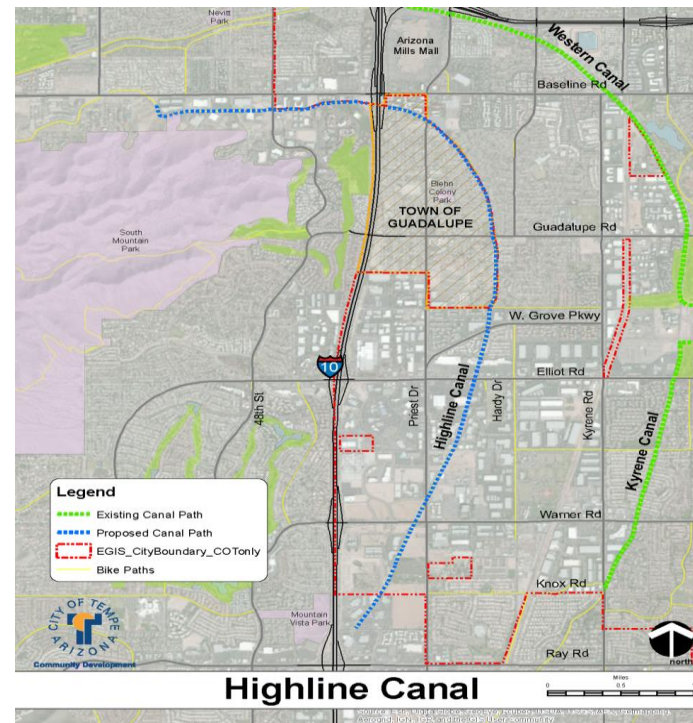 Nevitt
Park
Arizona
Mills Mall
Western Canal
Baseline Rd
Biehn
Colony
Park
TOWN OF
GUADALUPE
Guadalupe Rd
South
Mountain
Park
W. Grove Pkwy
10
Elliot Rd
48th St
Priest Dr
Highline Canal
Hardy Dr
Kyrene Rd
Kyrene Canal
Legend
Existing Canal Path
Proposed Canal Path
EGIS_CityBoundary_COTonly
Bike Paths
Warner Rd
Knox Rd
CITY OF TEMPE
ARIZONA
Community Development
Mountain
Vista Park
Ray Rd
north
Highline Canal
Miles
0 0.5